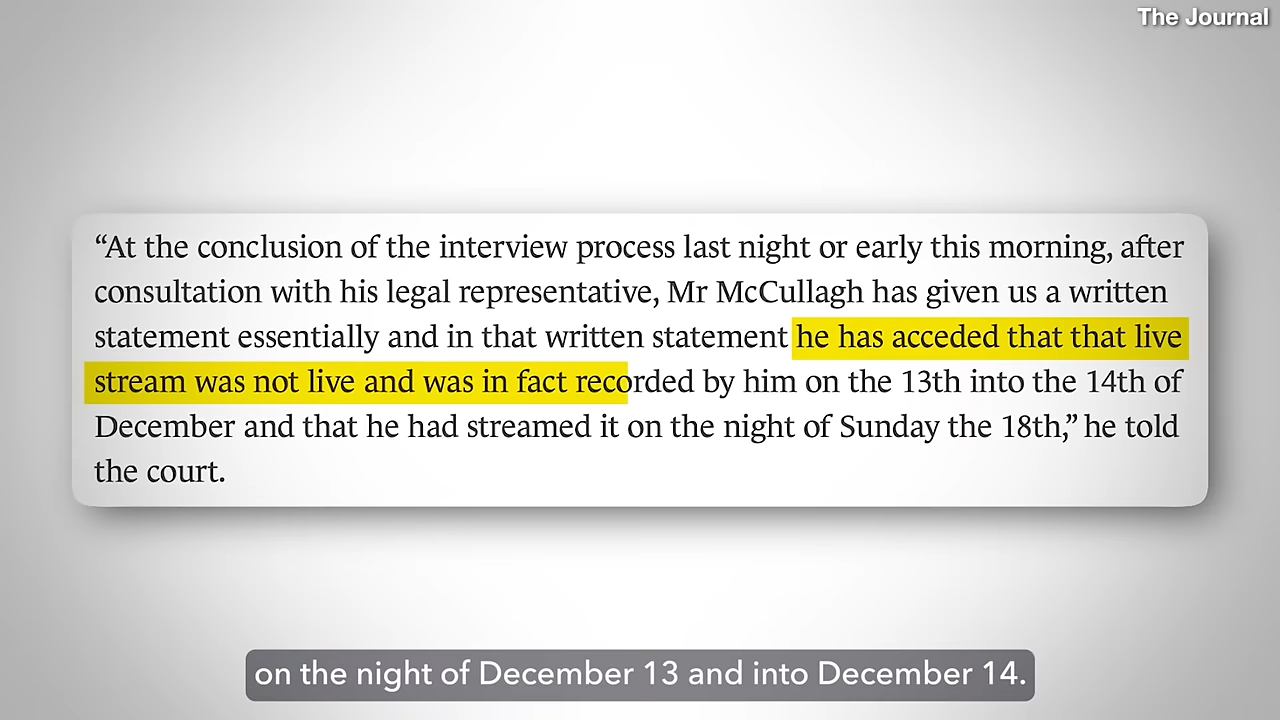 The Journal
“At the conclusion of the interview process last night or early this morning, after
consultation with his legal representative, Mr McCullagh has given us a written
statement essentially and in that written statement he has acceded that that live
stream was not live and was in fact recorded by him on the 13th into the 14th of
December and that he had streamed it on the night of Sunday the 18th,” he told
the court.
on the night of December 13 and into December 14.